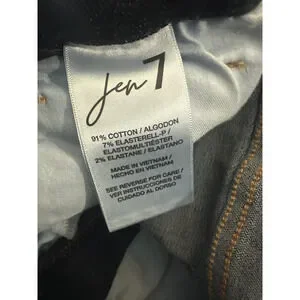 Jen7
91% COTTON / ALGODON
7% ELASTERELL-P /
ELASTOMULTIÉSTER
2% ELASTANE / ELASTANO
MADE IN VIETNAM /
HECHO EN VIETNAM
SEE REVERSE FOR CARE /
VER INSTRUCCIONES DE
CUIDADO AL DORSO